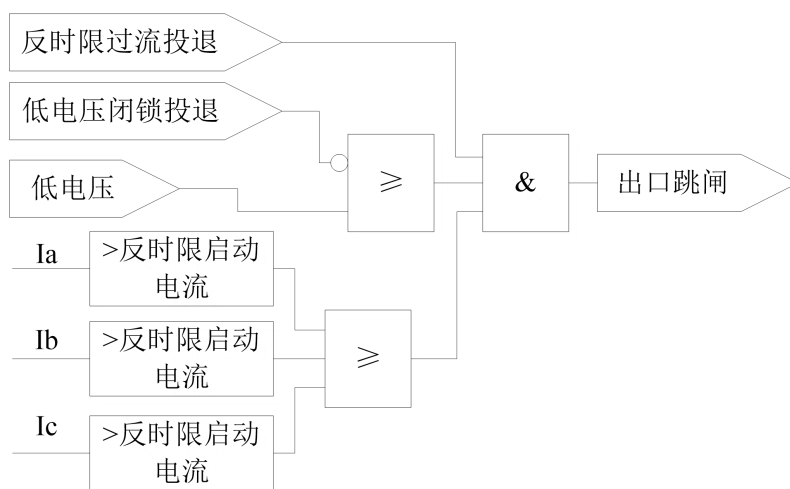 反时限过流投退
低电压闭锁投退
低电压
≥
&
出口跳闸
Ia
>反时限启动
电流
Ib
>反时限启动
电流
≥
Ic
>反时限启动
电流